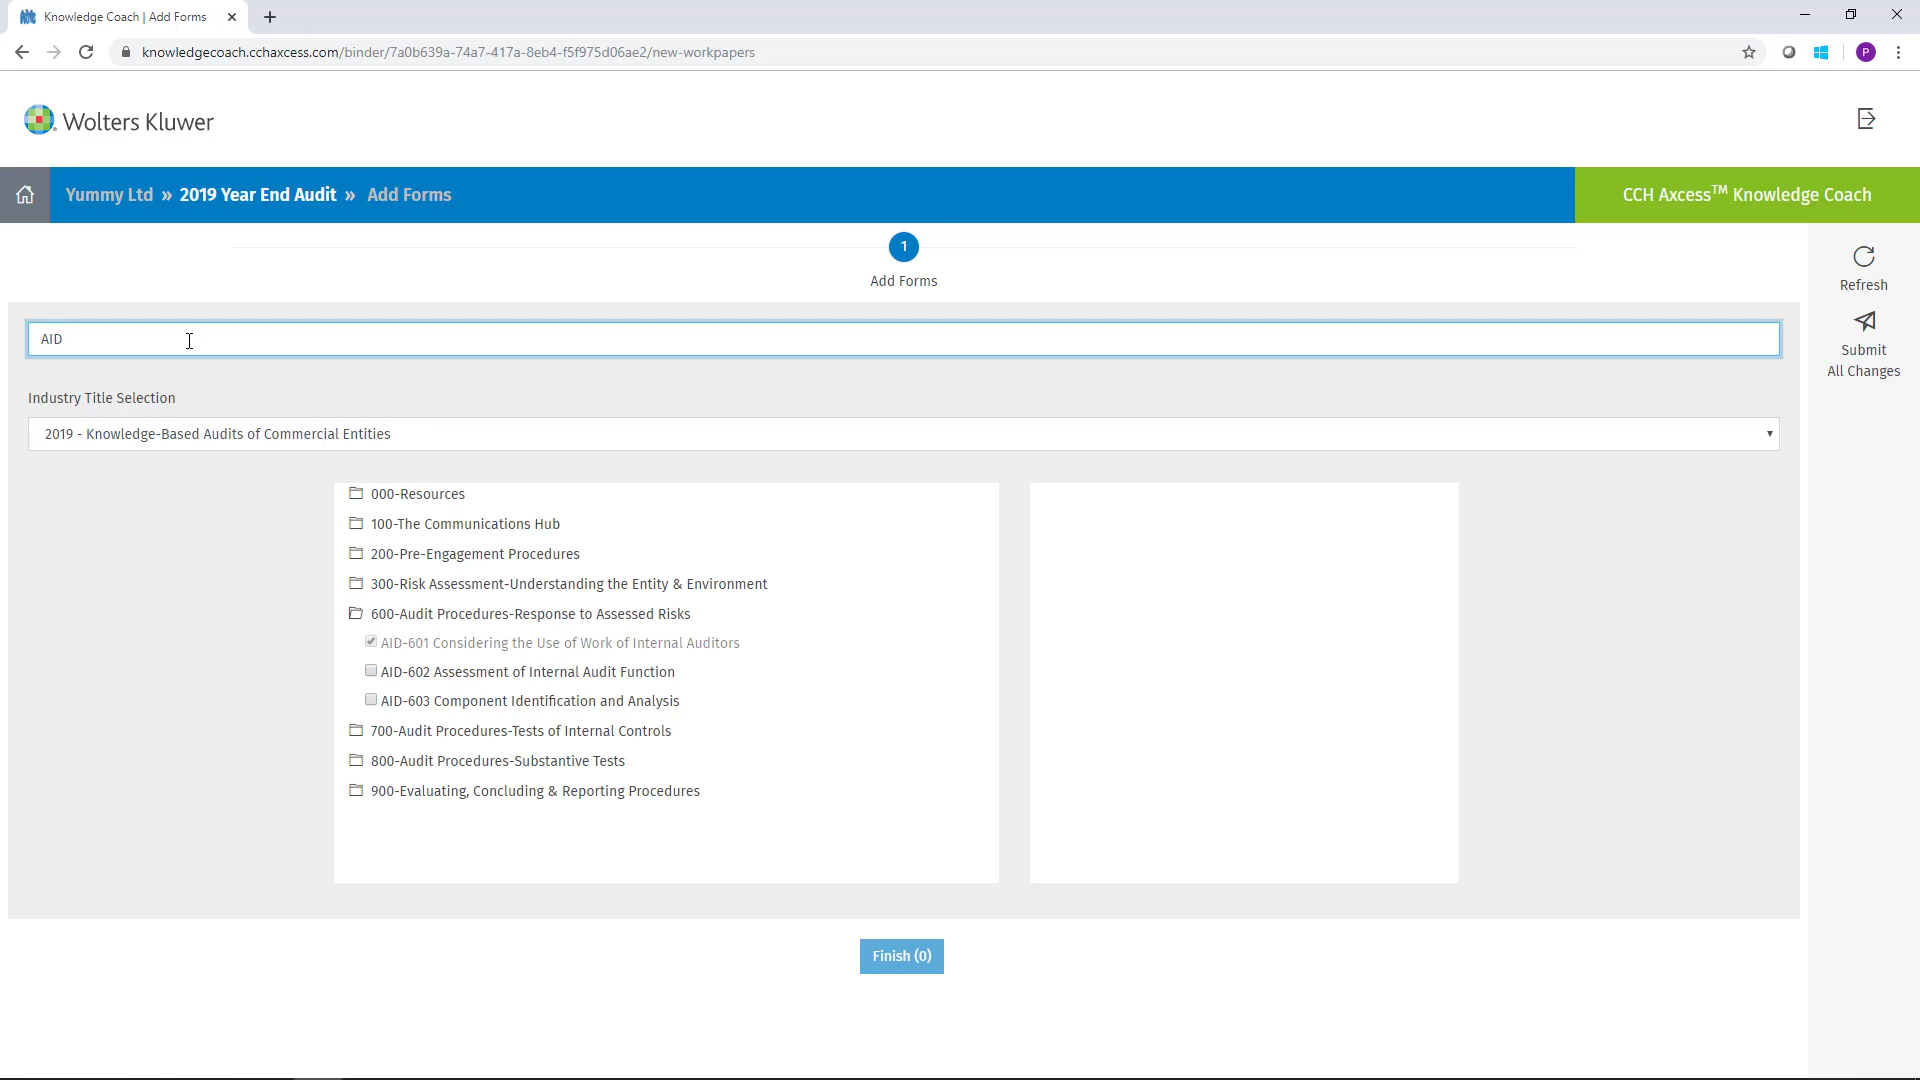 Knowledge Coach | Add Forms
knowledgecoach.cchaxcess.com/binder/7a0b639a-74a7-417a-8eb4-f5f975d06ae2/new-workpapers
P
Wolters Kluwer
Yummy Ltd » 2019 Year End Audit » Add Forms
CCH Axcess™ Knowledge Coach
1
Add Forms
Refresh
Submit
All Changes
AID
Industry Title Selection
2019 - Knowledge-Based Audits of Commercial Entities
000-Resources
100-The Communications Hub
200-Pre-Engagement Procedures
300-Risk Assessment-Understanding the Entity & Environment
600-Audit Procedures-Response to Assessed Risks
AID-601 Considering the Use of Work of Internal Auditors
AID-602 Assessment of Internal Audit Function
AID-603 Component Identification and Analysis
700-Audit Procedures-Tests of Internal Controls
800-Audit Procedures-Substantive Tests
900-Evaluating, Concluding & Reporting Procedures
Finish (0)